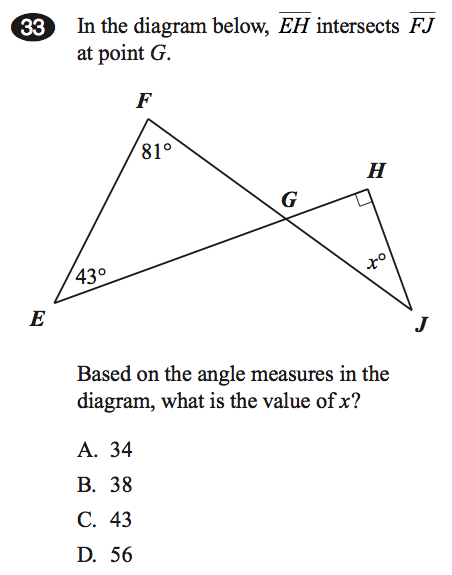 33 In the diagram below, EH intersects FJ
at point G.
F
81°
H
G
x°
43°
E
J
Based on the angle measures in the
diagram, what is the value of x?
A. 34
B. 38
C. 43
D. 56